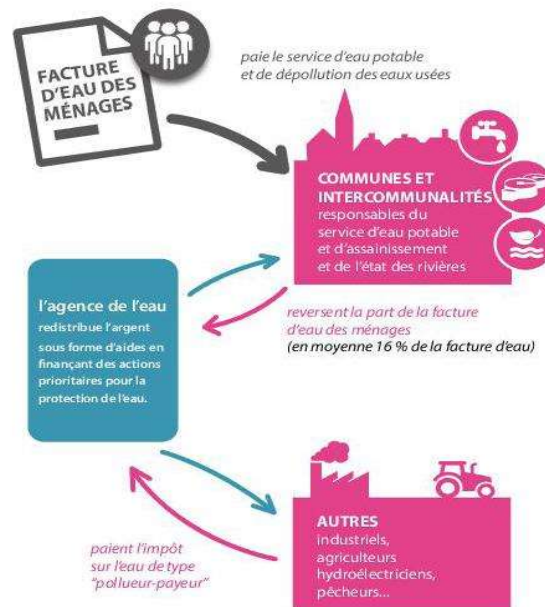 FACTURE
D'EAU DES
MÉNAGES
paie le service d'eau potable
et de dépollution des eaux usées
COMMUNES ET
INTERCOMMUNALITÉS
responsables du
service d'eau potable
et d'assainissement
et de l'état des rivières
l'agence de l'eau
redistribue l'argent
sous forme d'aides en
finançant des actions
prioritaires pour la
protection de l'eau.
reversent la part de la facture
d'eau des ménages
(en moyenne 16 % de la facture d'eau)
AUTRES
industriels,
agriculteurs
hydroélectriciens,
pêcheurs...
paient l'impôt
sur l'eau de type
"pollueur-payeur"